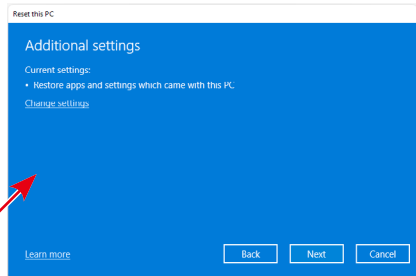 Reset this PC
Additional settings
Current settings:
• Restore apps and settings which came with this PC
Change settings
Learn more
Back
Next
Cancel